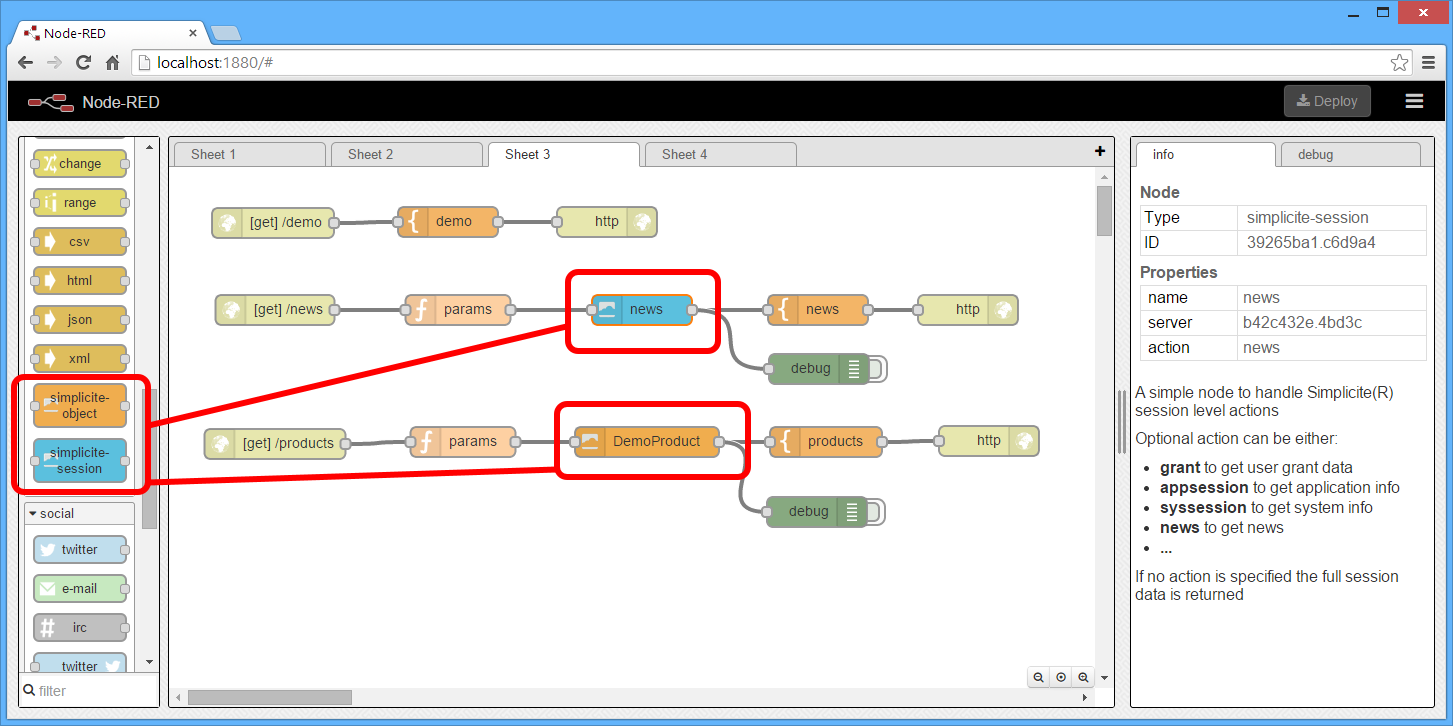 Node-RED
localhost:1880/#
Node-RED
Deploy
change
range
csv
html
json
xml
simplicite-
object
simplicite-
session
social
twitter
e-mail
irc
twitter
filter
Sheet 1
Sheet 2
Sheet 3
Sheet 4
[get] /demo
demo
http
[get] /news
params
news
news
http
debug
[get] /products
params
DemoProduct
products
http
debug
info
debug
Node
Type simplicite-session
ID 39265ba1.c6d9a4
Properties
name news
server b42c432e.4bd3c
action news
A simple node to handle Simplicite(R)
session level actions
Optional action can be either:
• grant to get user grant data
• appsession to get application info
• syssession to get system info
• news to get news
• ...
If no action is specified the full session
data is returned